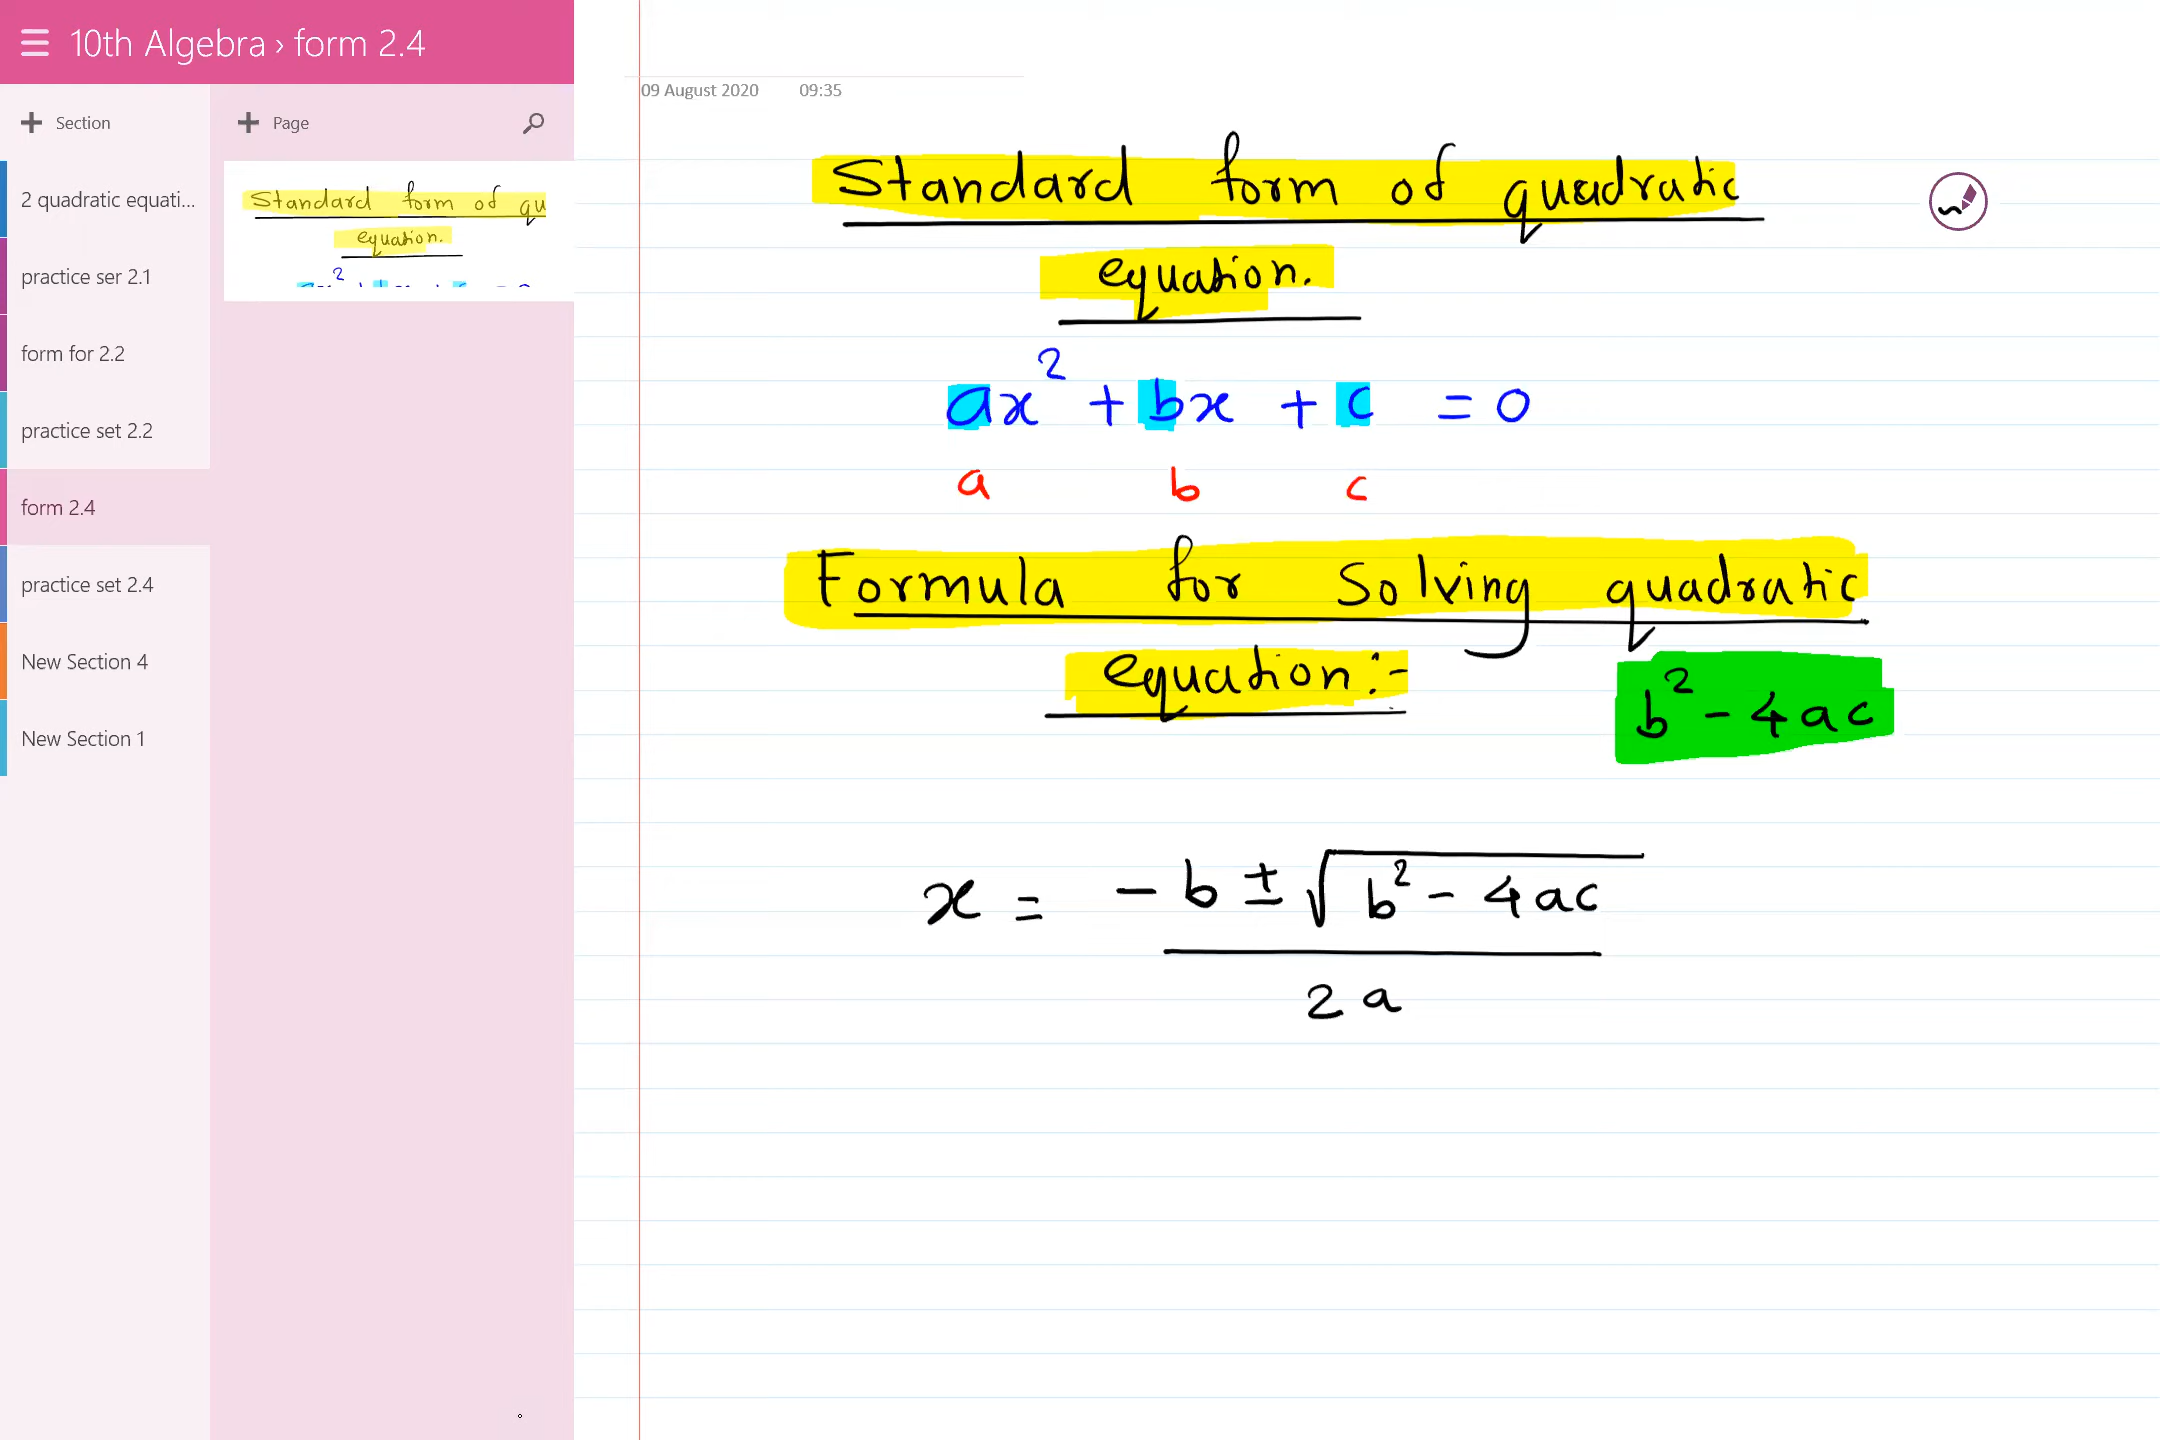 10th Algebra › form 2.4
+ Section
+ Page
2 quadratic equati...
practice ser 2.1
form for 2.2
practice set 2.2
form 2.4
practice set 2.4
New Section 4
New Section 1
Standard form of qu
equation.
09 August 2020 09:35
Standard form of quadratic
equation.
ax² + bx + c = 0
a b c
Formula for Solving quadratic
equation :-
b² - 4ac
x = -b ± √b² - 4ac
2a